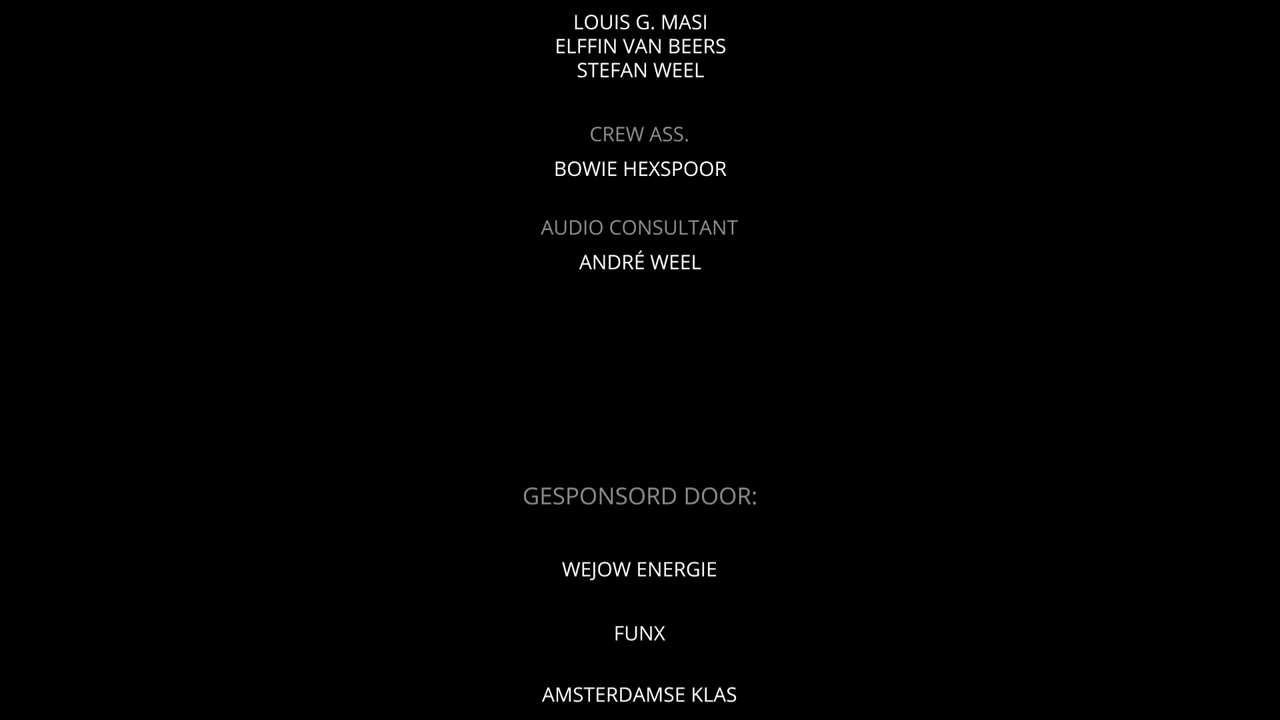 LOUIS G. MASI
ELFFIN VAN BEERS
STEFAN WEEL
CREW ASS.
BOWIE HEXSPOOR
AUDIO CONSULTANT
ANDRÉ WEEL
GESPONSORD DOOR:
WEJOW ENERGIE
FUNX
AMSTERDAMSE KLAS